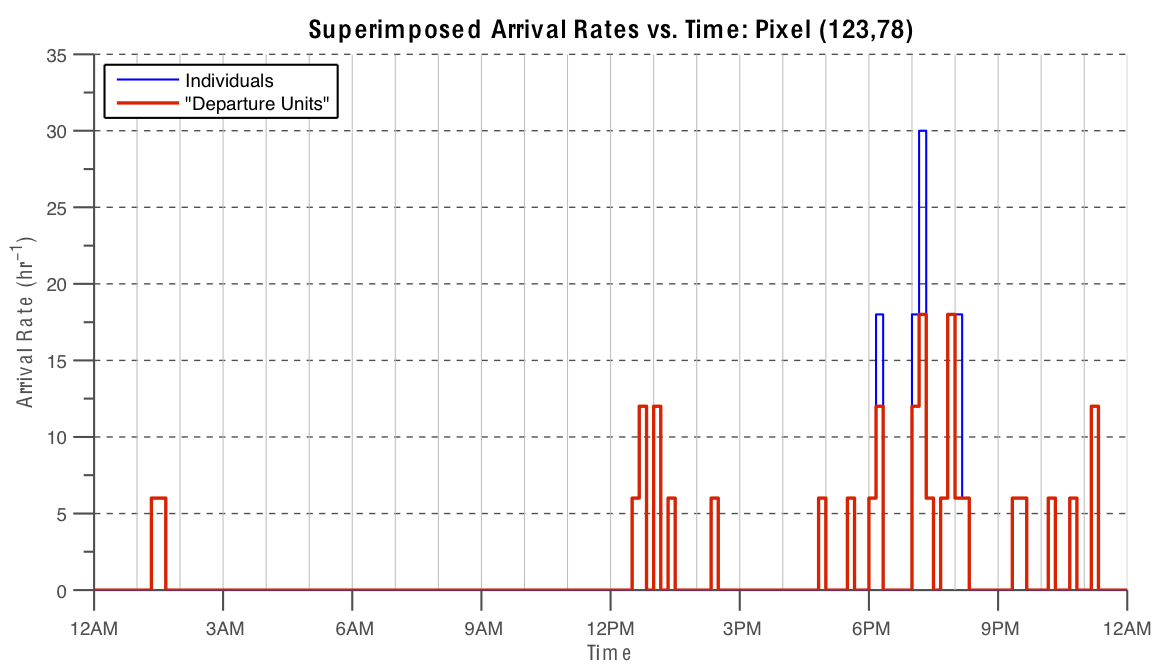 Superimposed Arrival Rates vs. Time: Pixel (123,78)
Individuals
"Departure Units"
Arrival Rate (hr⁻¹)
35
30
25
20
15
10
5
0
12AM 3AM 6AM 9AM 12PM 3PM 6PM 9PM 12AM
Time